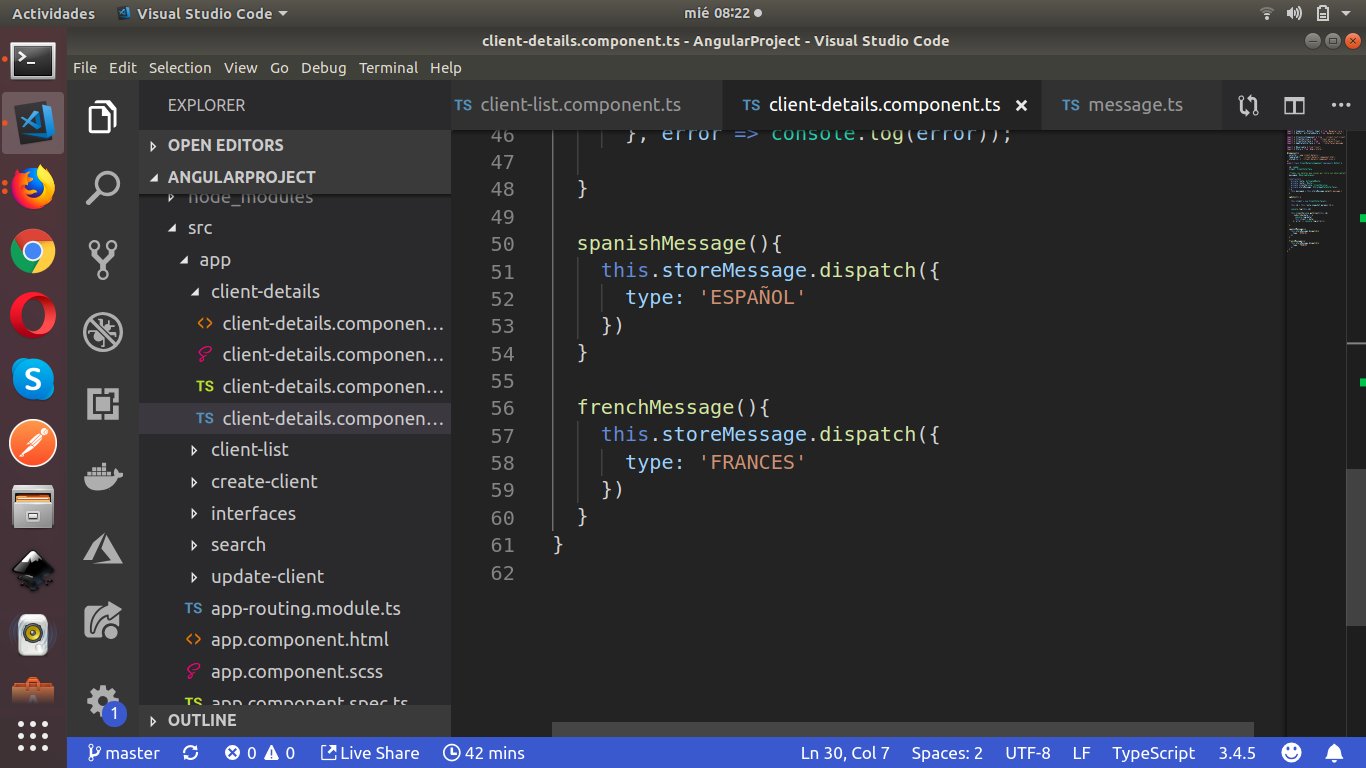 Actividades Visual Studio Code mié 08:22
client-details.component.ts - AngularProject - Visual Studio Code
File Edit Selection View Go Debug Terminal Help
EXPLORER
OPEN EDITORS
ANGULARPROJECT
node_modules
src
app
client-details
client-details.componen...
client-details.componen...
TS client-details.componen...
TS client-details.componen...
client-list
create-client
interfaces
search
update-client
TS app-routing.module.ts
app.component.html
app.component.scss
TS app.component.spec.ts
OUTLINE
1
TS client-list.component.ts TS client-details.component.ts TS message.ts
46 }, error => console.log(error));
47
48 }
49
50 spanishMessage(){
51 this.storeMessage.dispatch({
52 type: 'ESPAÑOL'
53 })
54 }
55
56 frenchMessage(){
57 this.storeMessage.dispatch({
58 type: 'FRANCES'
59 })
60 }
61 }
62
master 0 0 Live Share 42 mins Ln 30, Col 7 Spaces: 2 UTF-8 LF TypeScript 3.4.5